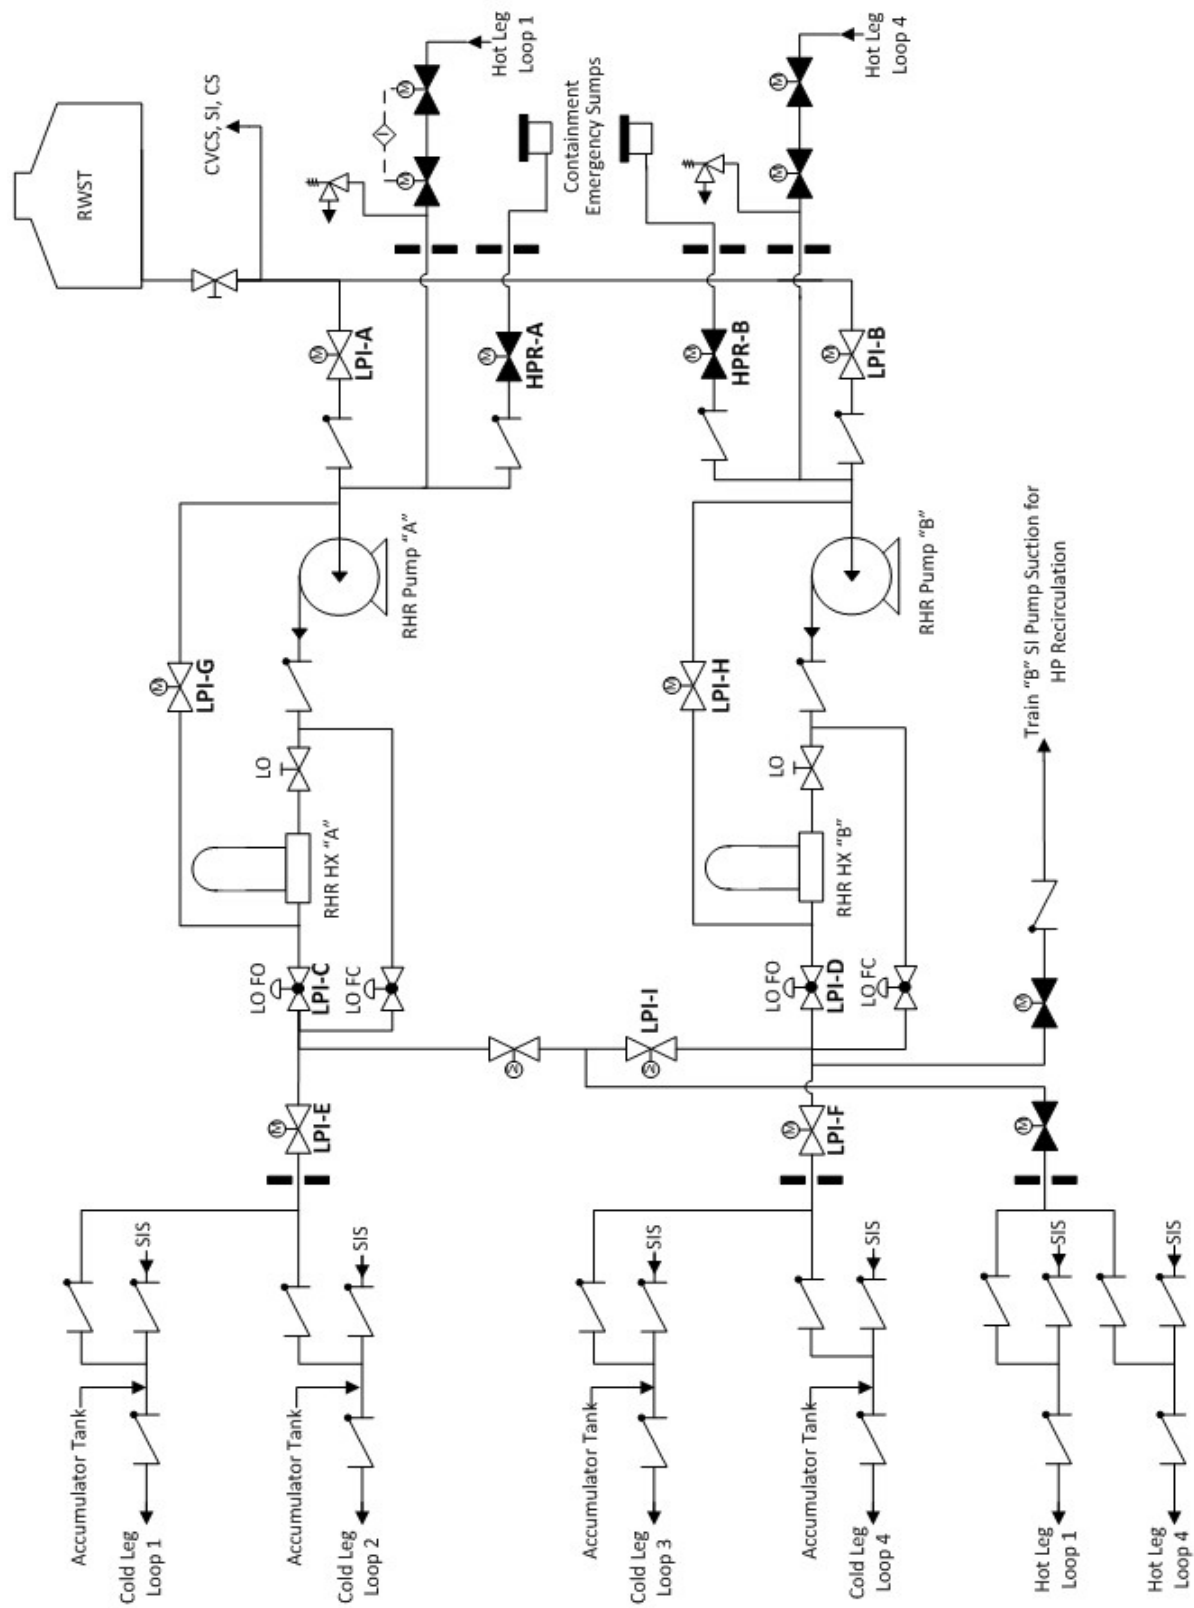 RWST
CVCS, SI, CS
M
M
I
Hot Leg
Loop 1
Containment
Emergency Sumps
M
M
Hot Leg
Loop 4
M
LPI-A
M
HPR-A
M
HPR-B
M
LPI-B
RHR Pump "A"
RHR Pump "B"
M
LPI-G
LO
RHR HX "A"
M
LPI-H
LO
RHR HX "B"
Train "B" SI Pump Suction for
HP Recirculation
LO FO
LPI-C
LO FC
LO FO
LPI-D
LO FC
M
M
M
LPI-I
M
LPI-E
M
LPI-F
M
SIS
SIS
SIS
SIS
SIS
SIS
Accumulator Tank
Accumulator Tank
Accumulator Tank
Accumulator Tank
Cold Leg
Loop 1
Cold Leg
Loop 2
Cold Leg
Loop 3
Cold Leg
Loop 4
Hot Leg
Loop 1
Hot Leg
Loop 4